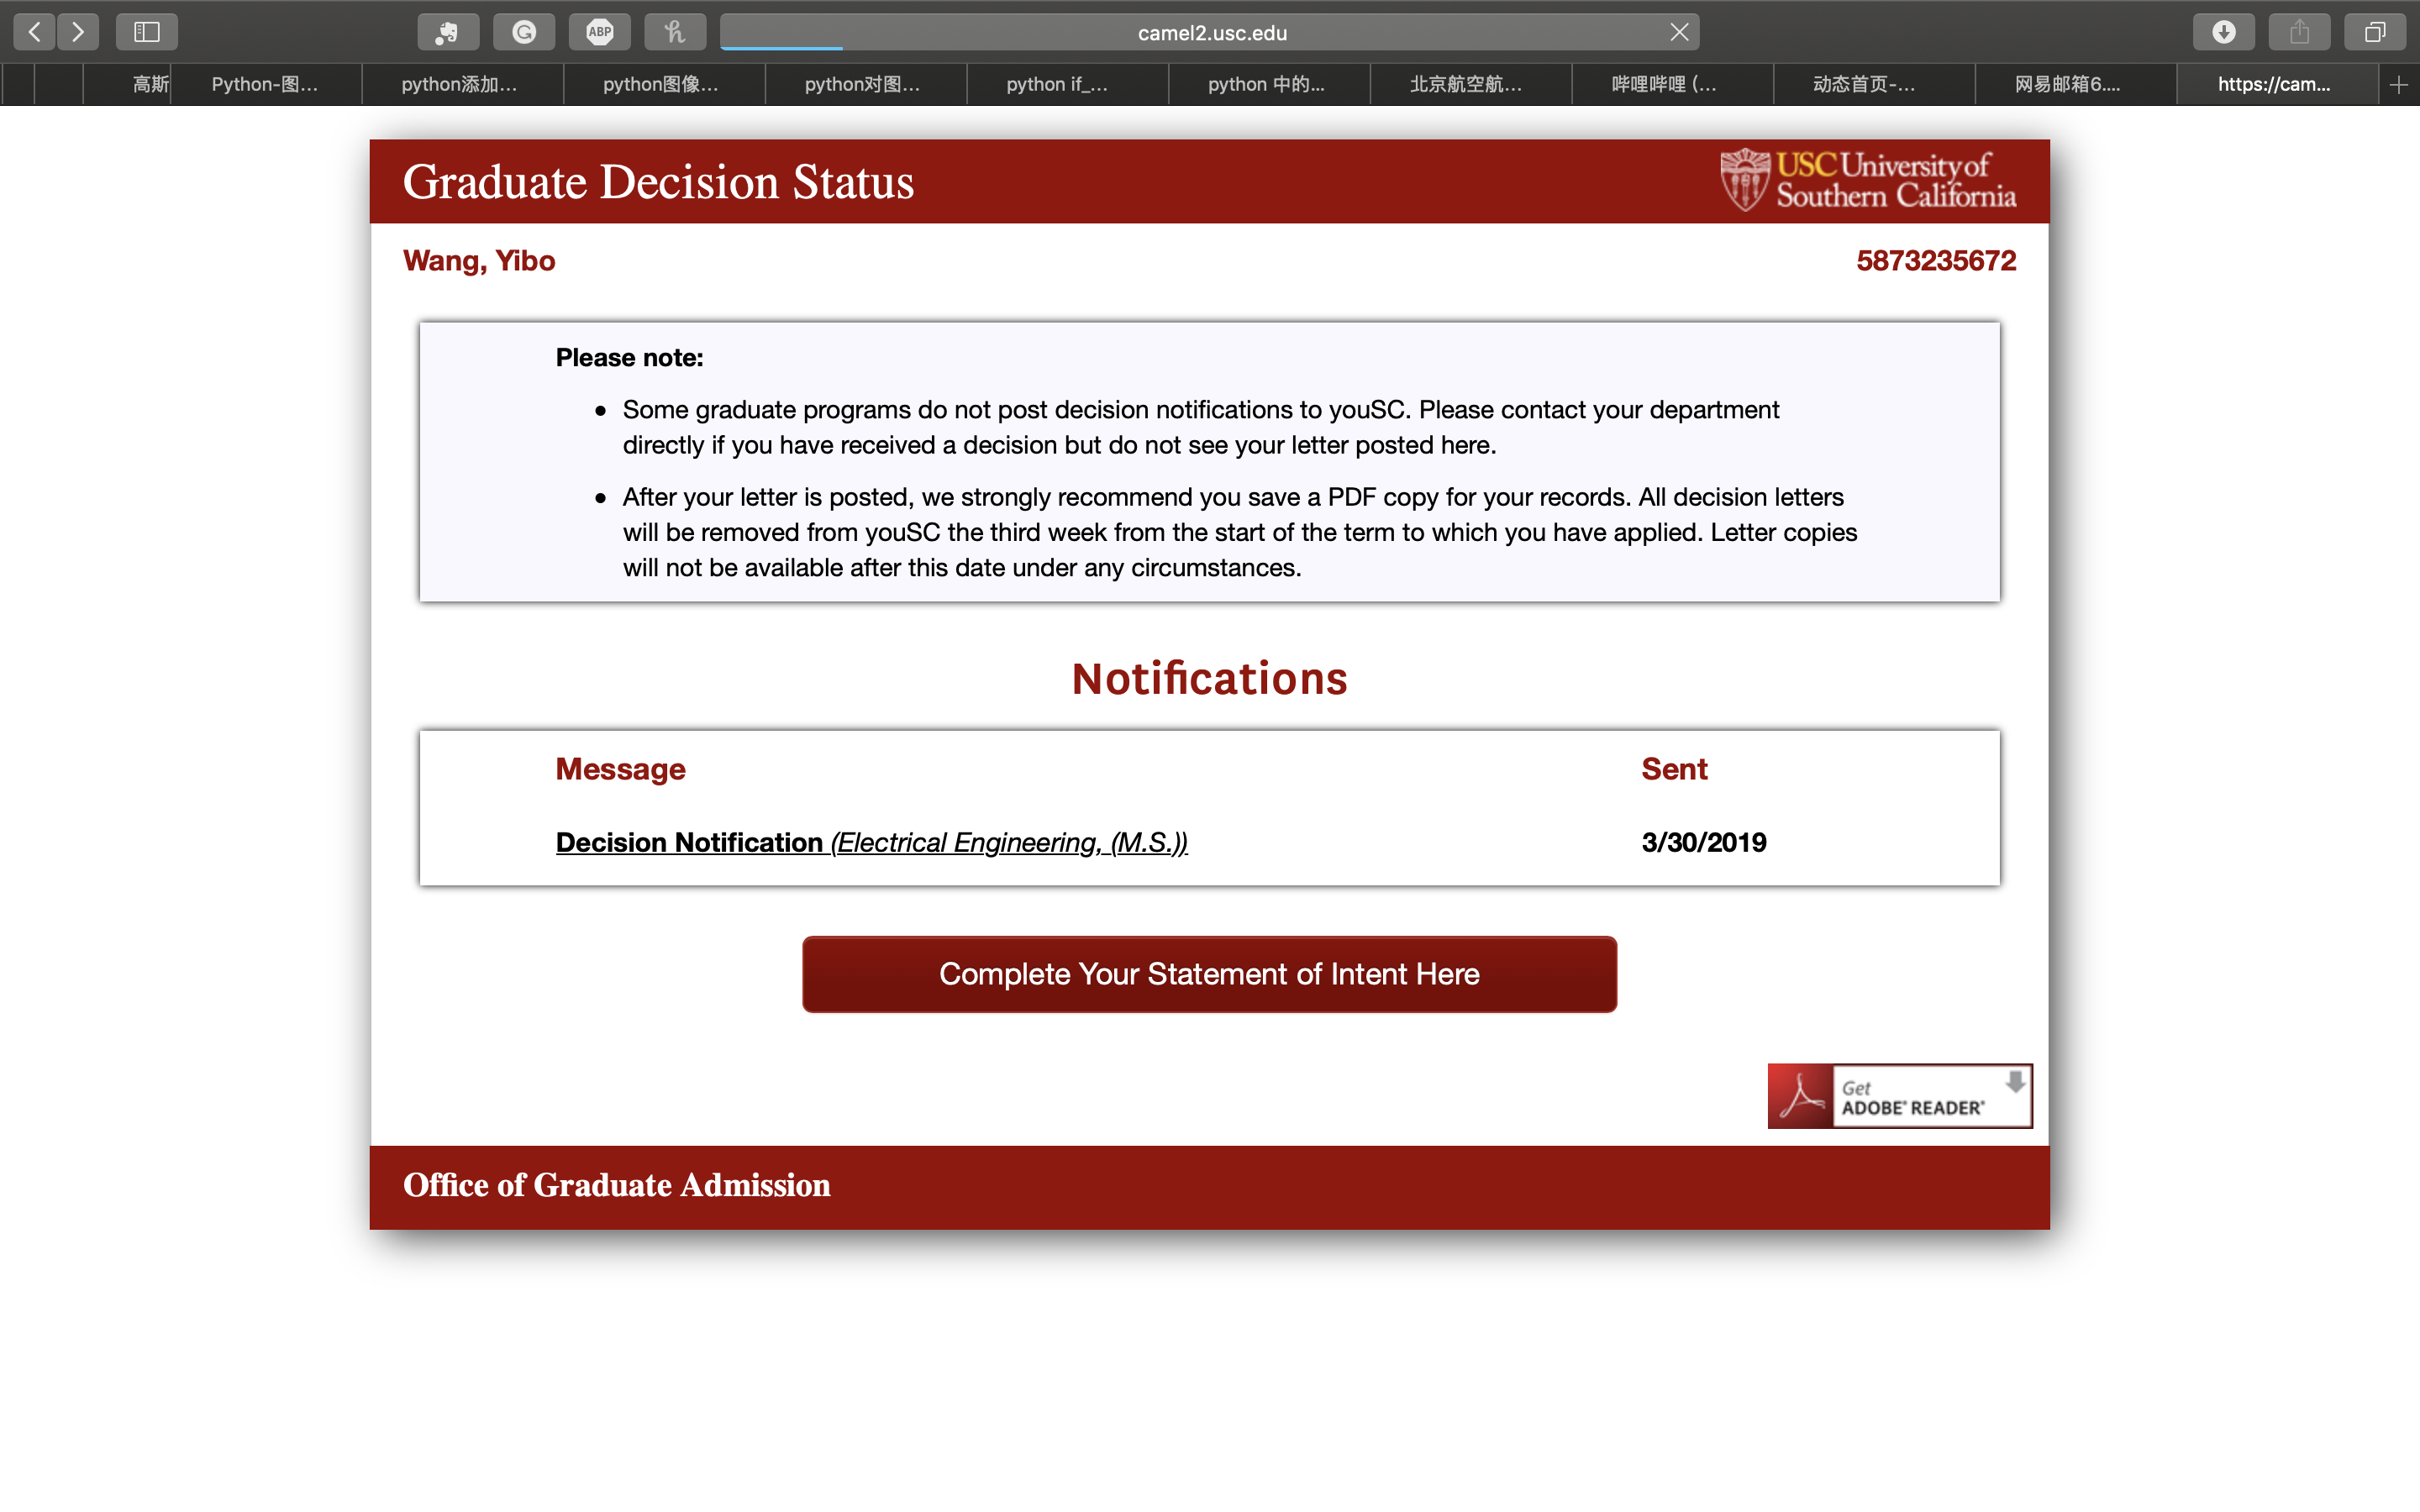 camel2.usc.edu
ABP
高斯
Python-图...
python添加...
python图像...
python对图...
python if_...
python 中的...
北京航空航...
哔哩哔哩 (...
动态首页-...
网易邮箱6....
https://cam...
Graduate Decision Status
USC University of
Southern California
Wang, Yibo
5873235672
Please note:
• Some graduate programs do not post decision notifications to youSC. Please contact your department
directly if you have received a decision but do not see your letter posted here.
• After your letter is posted, we strongly recommend you save a PDF copy for your records. All decision letters
will be removed from youSC the third week from the start of the term to which you have applied. Letter copies
will not be available after this date under any circumstances.
Notifications
Message
Sent
Decision Notification (Electrical Engineering, (M.S.))
3/30/2019
Complete Your Statement of Intent Here
Get
ADOBE® READER®
Office of Graduate Admission